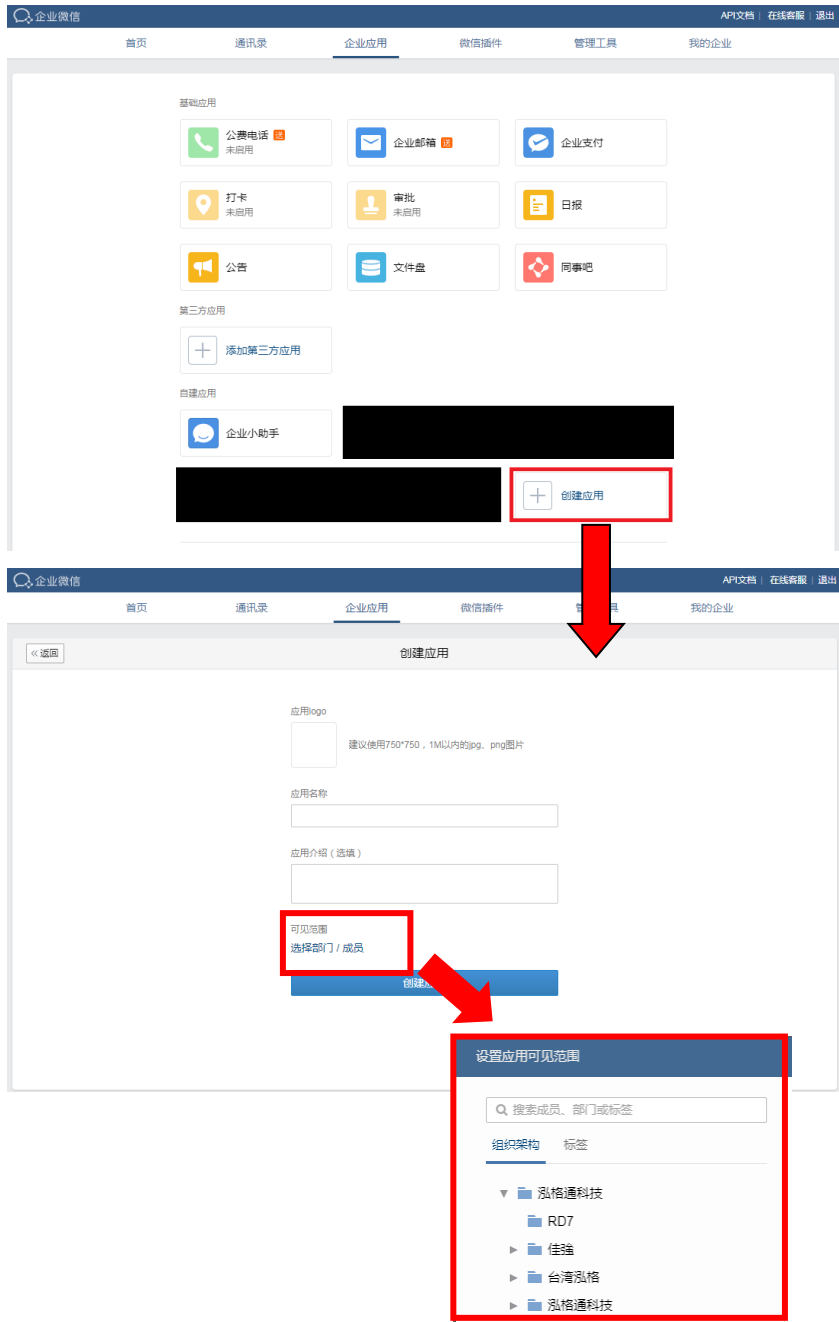 企业微信
API文档 | 在线客服 | 退出
首页 通讯录 企业应用 微信插件 管理工具 我的企业
基础应用
公费电话 送
未启用
企业邮箱 送
企业支付
打卡
未启用
审批
未启用
日报
公告
文件盘
同事吧
第三方应用
添加第三方应用
自建应用
企业小助手
创建应用
企业微信
API文档 | 在线客服 | 退出
首页 通讯录 企业应用 微信插件 管 具 我的企业
«返回
创建应用
应用logo
建议使用750*750，1M以内的jpg、png图片
应用名称
应用介绍（选填）
可见范围
选择部门 / 成员
创建应
设置应用可见范围
搜索成员、部门或标签
组织架构 标签
泓格通科技
RD7
佳強
台湾泓格
泓格通科技